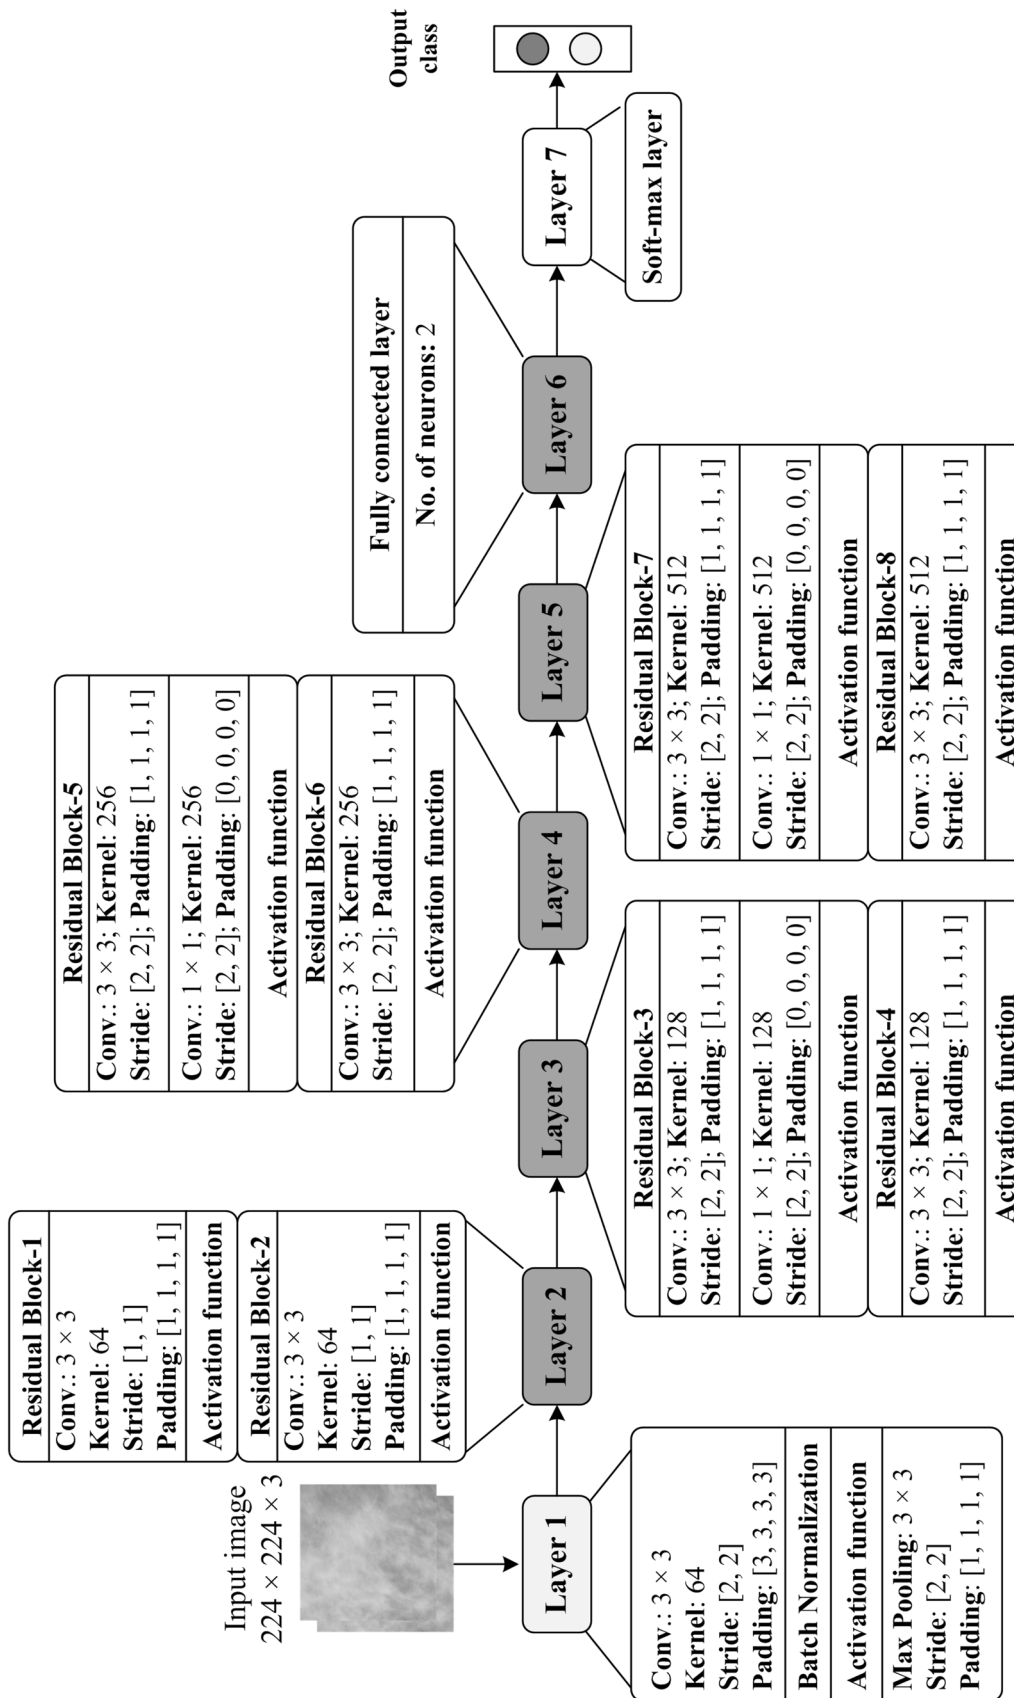 Input image
224 × 224 × 3
Layer 1
Conv.: 3 × 3
Kernel: 64
Stride: [2, 2]
Padding: [3, 3, 3, 3]
Batch Normalization
Activation function
Max Pooling: 3 × 3
Stride: [2, 2]
Padding: [1, 1, 1, 1]
Residual Block-1
Conv.: 3 × 3
Kernel: 64
Stride: [1, 1]
Padding: [1, 1, 1, 1]
Activation function
Residual Block-2
Conv.: 3 × 3
Kernel: 64
Stride: [1, 1]
Padding: [1, 1, 1, 1]
Activation function
Layer 2
Layer 3
Residual Block-3
Conv.: 3 × 3; Kernel: 128
Stride: [2, 2]; Padding: [1, 1, 1, 1]
Conv.: 1 × 1; Kernel: 128
Stride: [2, 2]; Padding: [0, 0, 0, 0]
Activation function
Residual Block-4
Conv.: 3 × 3; Kernel: 128
Stride: [2, 2]; Padding: [1, 1, 1, 1]
Activation function
Residual Block-5
Conv.: 3 × 3; Kernel: 256
Stride: [2, 2]; Padding: [1, 1, 1, 1]
Conv.: 1 × 1; Kernel: 256
Stride: [2, 2]; Padding: [0, 0, 0, 0]
Activation function
Residual Block-6
Conv.: 3 × 3; Kernel: 256
Stride: [2, 2]; Padding: [1, 1, 1, 1]
Activation function
Layer 4
Layer 5
Residual Block-7
Conv.: 3 × 3; Kernel: 512
Stride: [2, 2]; Padding: [1, 1, 1, 1]
Conv.: 1 × 1; Kernel: 512
Stride: [2, 2]; Padding: [0, 0, 0, 0]
Activation function
Residual Block-8
Conv.: 3 × 3; Kernel: 512
Stride: [2, 2]; Padding: [1, 1, 1, 1]
Activation function
Fully connected layer
No. of neurons: 2
Layer 6
Layer 7
Soft-max layer
Output
class